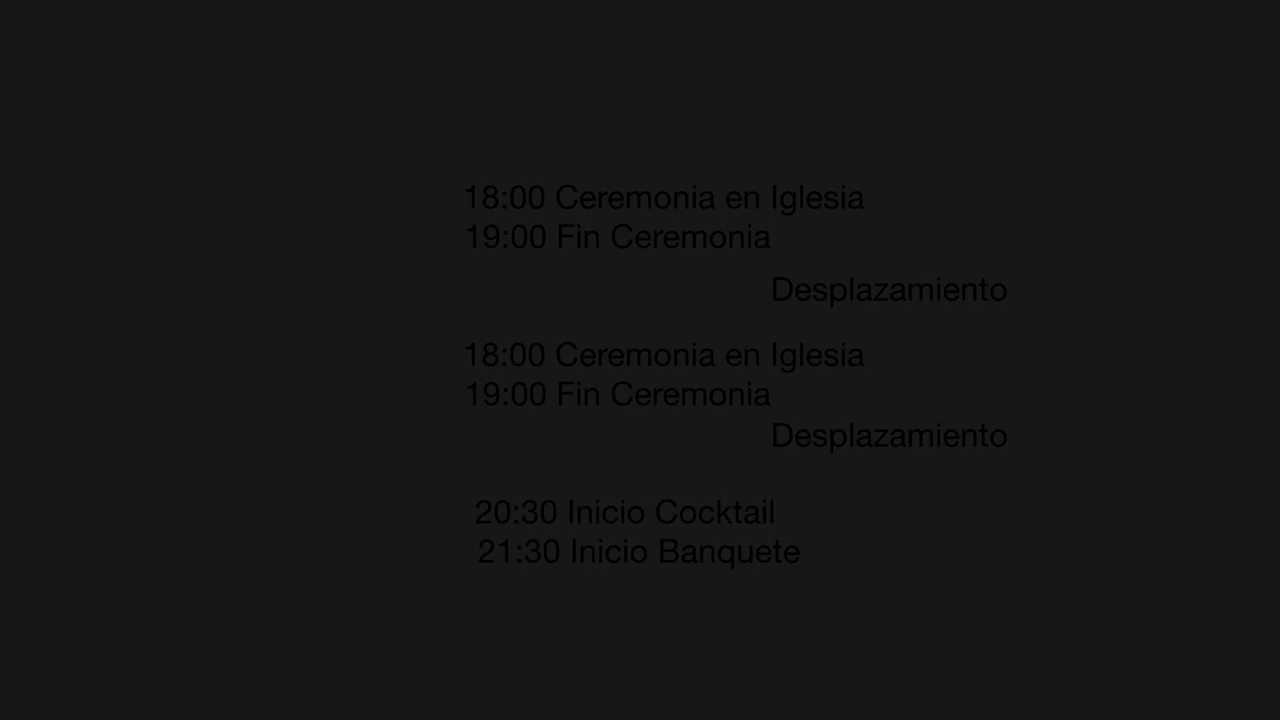 18:00 Ceremonia en Iglesia
19:00 Fin Ceremonia
Desplazamiento
18:00 Ceremonia en Iglesia
19:00 Fin Ceremonia
Desplazamiento
20:30 Inicio Cocktail
21:30 Inicio Banquete